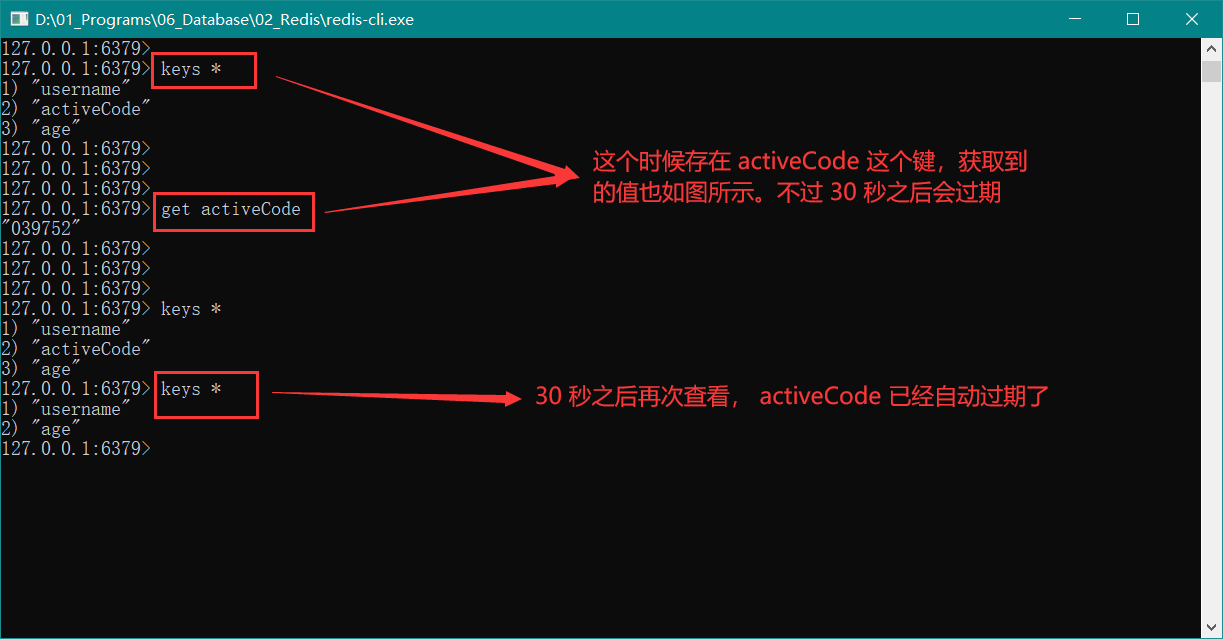 D:\01_Programs\06_Database\02_Redis\redis-cli.exe
127.0.0.1:6379>
127.0.0.1:6379> keys *
1) "username"
2) "activeCode"
3) "age"
127.0.0.1:6379>
127.0.0.1:6379>
127.0.0.1:6379>
127.0.0.1:6379> get activeCode
"039752"
127.0.0.1:6379>
127.0.0.1:6379>
127.0.0.1:6379>
127.0.0.1:6379> keys *
1) "username"
2) "activeCode"
3) "age"
127.0.0.1:6379> keys *
1) "username"
2) "age"
127.0.0.1:6379>
这个时候存在 activeCode 这个键，获取到
的值也如图所示。不过 30 秒之后会过期
30 秒之后再次查看， activeCode 已经自动过期了